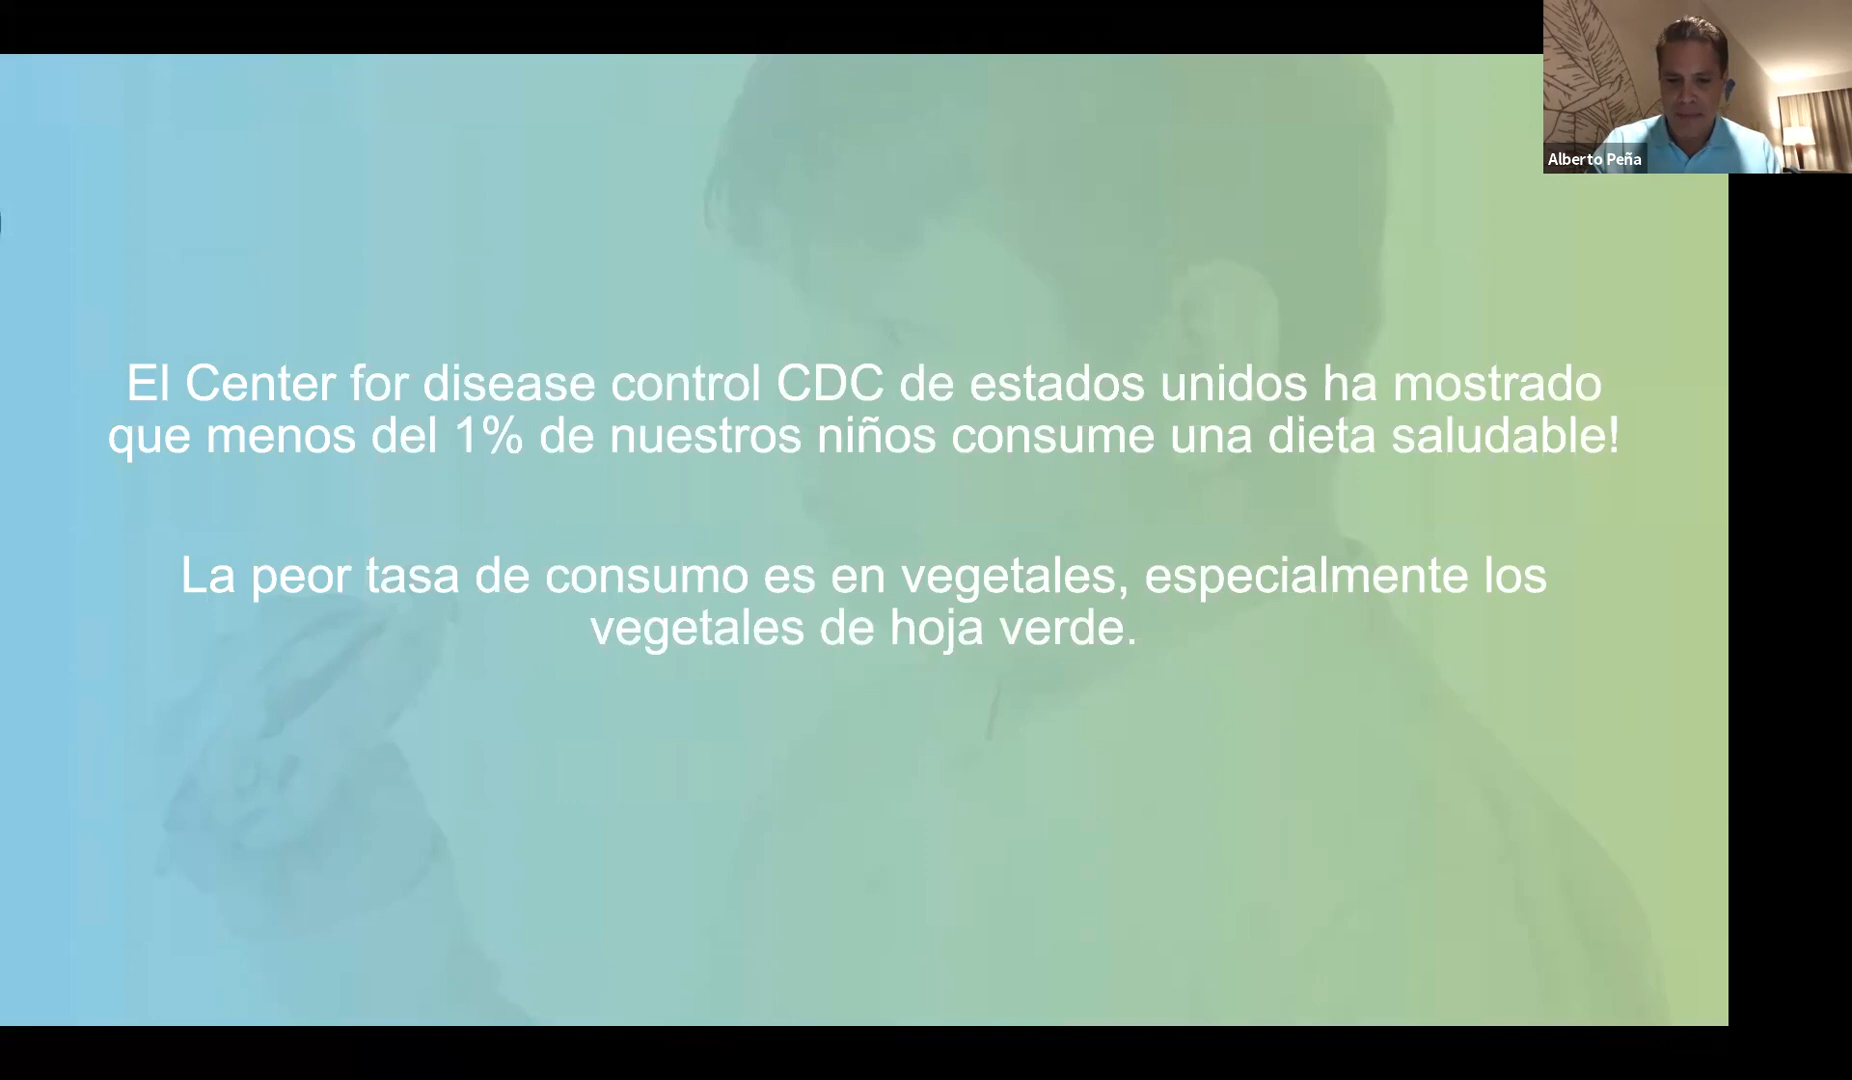 Alberto Peña
El Center for disease control CDC de estados unidos ha mostrado
que menos del 1% de nuestros niños consume una dieta saludable!
La peor tasa de consumo es en vegetales, especialmente los
vegetales de hoja verde.